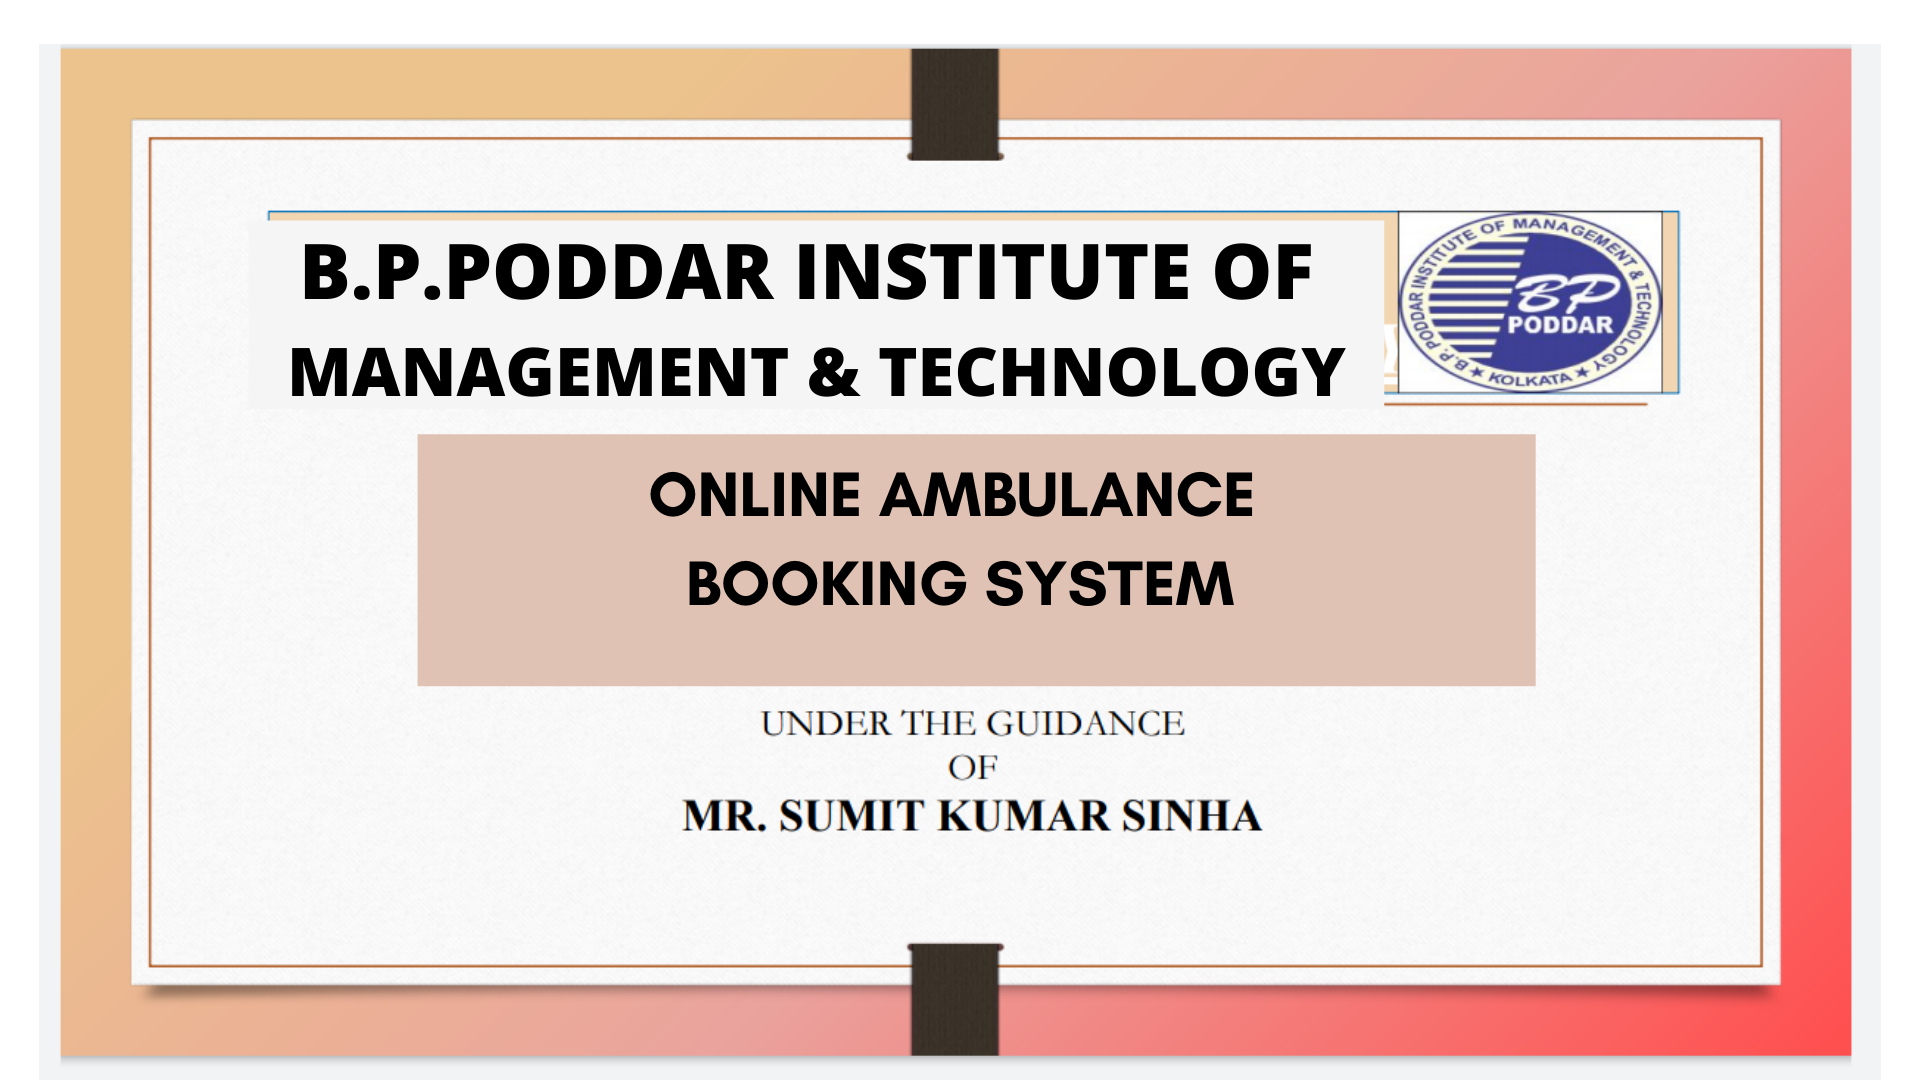 B.P.PODDAR INSTITUTE OF
MANAGEMENT & TECHNOLOGY
B.P. PODDAR INSTITUTE OF MANAGEMENT & TECHNOLOGY
BP
PODDAR
★ KOLKATA ★
ONLINE AMBULANCE
BOOKING SYSTEM
UNDER THE GUIDANCE
OF
MR. SUMIT KUMAR SINHA